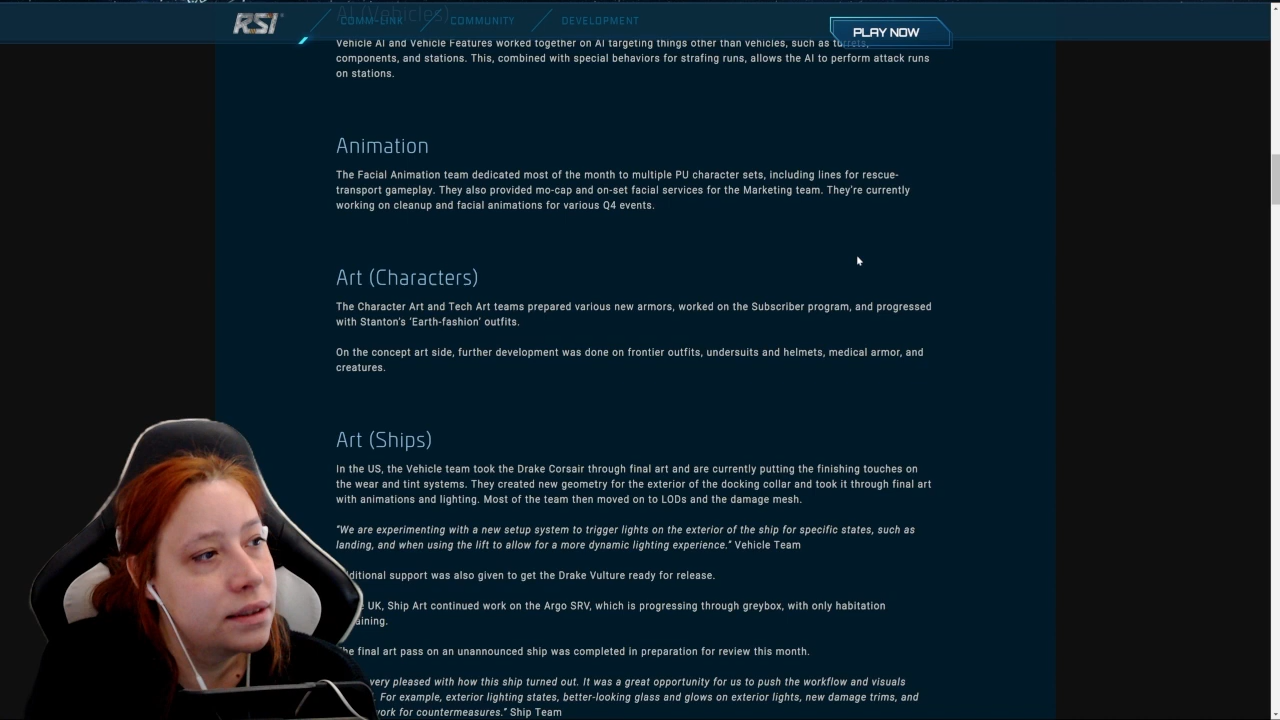 AI (Vehicles)
RSI
COMM-LINK
COMMUNITY
DEVELOPMENT
PLAY NOW
Vehicle AI and Vehicle Features worked together on AI targeting things other than vehicles, such as turrets,
components, and stations. This, combined with special behaviors for strafing runs, allows the AI to perform attack runs
on stations.
Animation
The Facial Animation team dedicated most of the month to multiple PU character sets, including lines for rescue-
transport gameplay. They also provided mo-cap and on-set facial services for the Marketing team. They're currently
working on cleanup and facial animations for various Q4 events.
Art (Characters)
The Character Art and Tech Art teams prepared various new armors, worked on the Subscriber program, and progressed
with Stanton's ‘Earth-fashion’ outfits.
On the concept art side, further development was done on frontier outfits, undersuits and helmets, medical armor, and
creatures.
Art (Ships)
In the US, the Vehicle team took the Drake Corsair through final art and are currently putting the finishing touches on
the wear and tint systems. They created new geometry for the exterior of the docking collar and took it through final art
with animations and lighting. Most of the team then moved on to LODs and the damage mesh.
“We are experimenting with a new setup system to trigger lights on the exterior of the ship for specific states, such as
landing, and when using the lift to allow for a more dynamic lighting experience.” Vehicle Team
ditional support was also given to get the Drake Vulture ready for release.
UK, Ship Art continued work on the Argo SRV, which is progressing through greybox, with only habitation
aining.
The final art pass on an unannounced ship was completed in preparation for review this month.
very pleased with how this ship turned out. It was a great opportunity for us to push the workflow and visuals
For example, exterior lighting states, better-looking glass and glows on exterior lights, new damage trims, and
work for countermeasures.” Ship Team